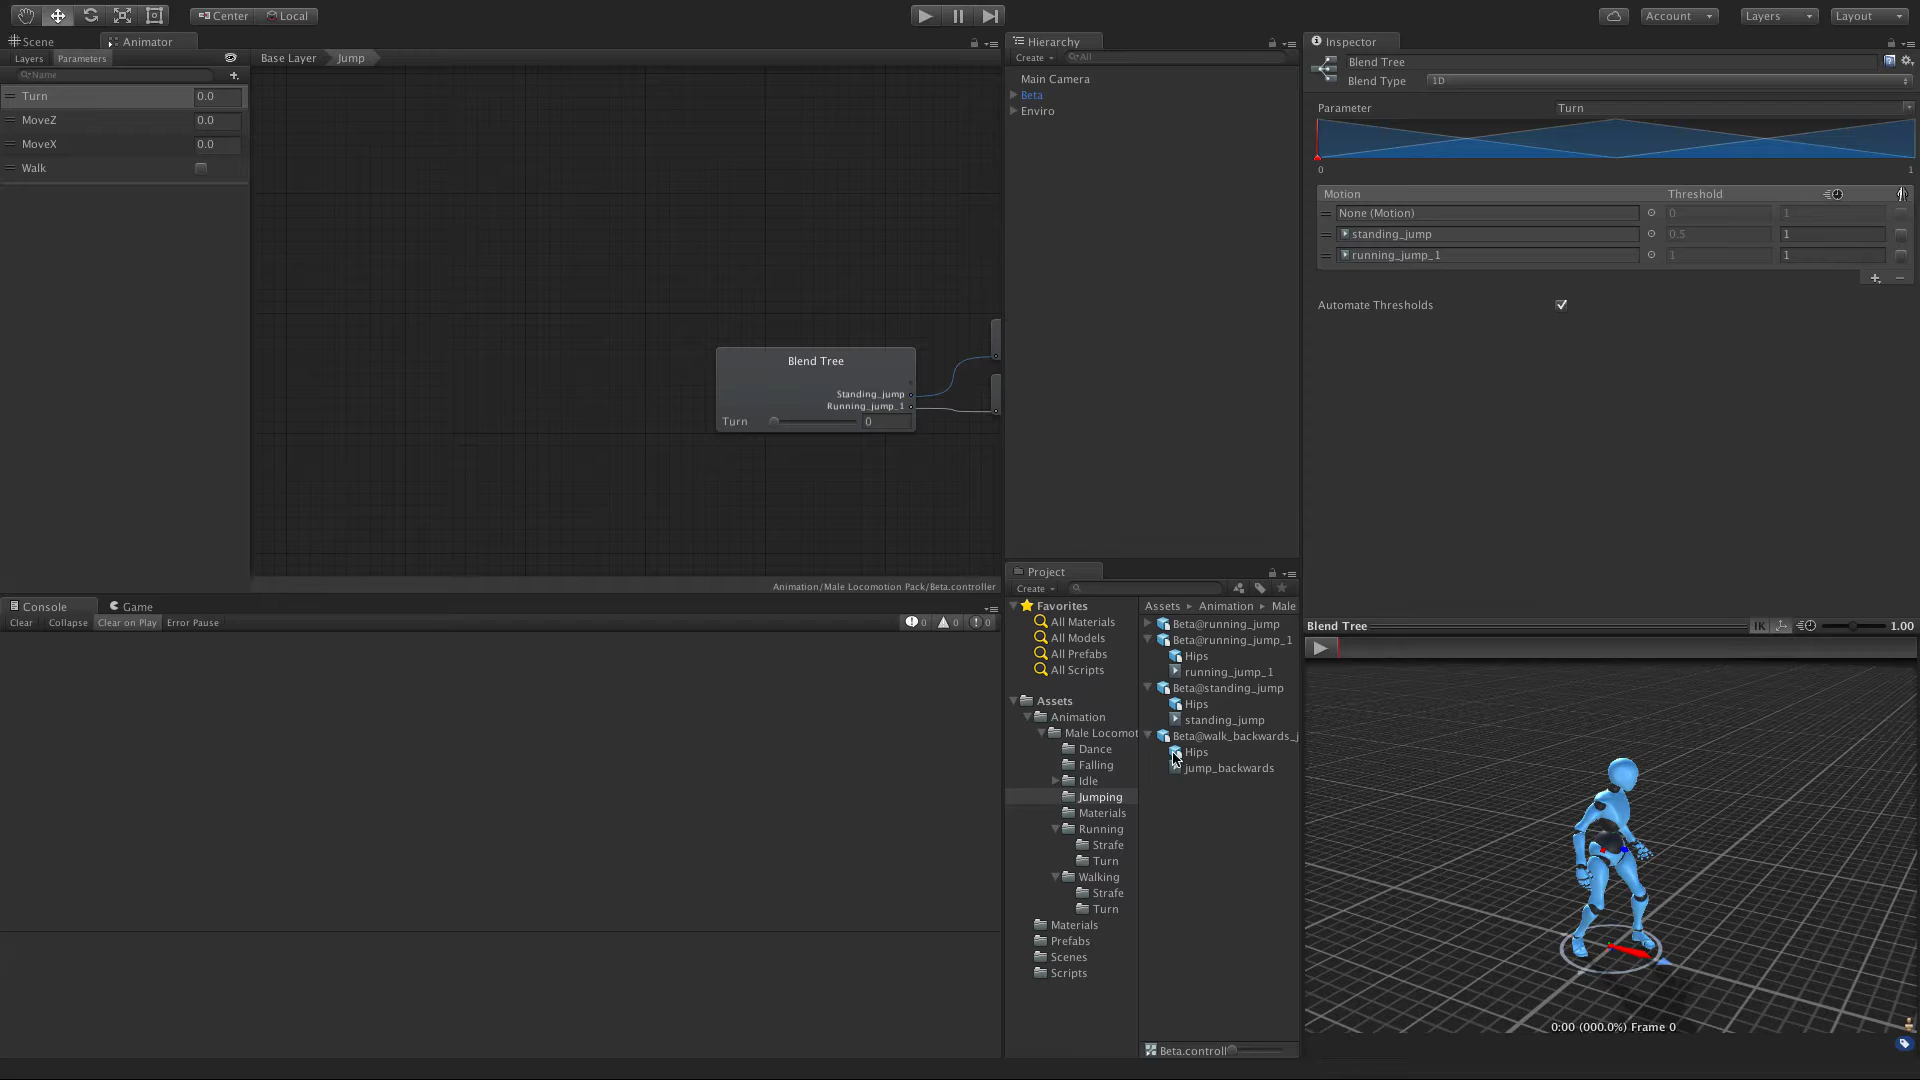 Center
Local
Account
Layers
Layout
Scene
Animator
Layers
Parameters
Name
Turn 0.0
MoveZ 0.0
MoveX 0.0
Walk
Base Layer
Jump
Blend Tree
Standing_jump
Running_jump_1
Turn 0
Animation/Male Locomotion Pack/Beta.controller
Console
Game
Clear
Collapse
Clear on Play
Error Pause
0
0
0
Hierarchy
Create
All
Main Camera
Beta
Enviro
Project
Create
Favorites
All Materials
All Models
All Prefabs
All Scripts
Assets
Animation
Male Locomot
Dance
Falling
Idle
Jumping
Materials
Running
Strafe
Turn
Walking
Strafe
Turn
Materials
Prefabs
Scenes
Scripts
Assets
Animation
Male
Beta@running_jump
Beta@running_jump_1
Hips
running_jump_1
Beta@standing_jump
Hips
standing_jump
Beta@walk_backwards_j
Hips
jump_backwards
Beta.controll
Inspector
Blend Tree
Blend Type 1D
Parameter Turn
0 1
Motion Threshold
None (Motion) 0 1
standing_jump 0.5 1
running_jump_1 1 1
Automate Thresholds
Blend Tree
IK
1.00
0:00 (000.0%) Frame 0